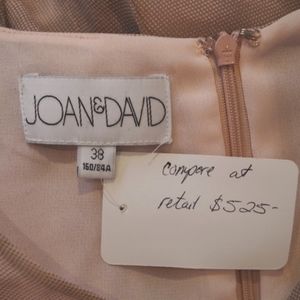 JOAN&DAVID
38
160/84A
compare at
retail $525-